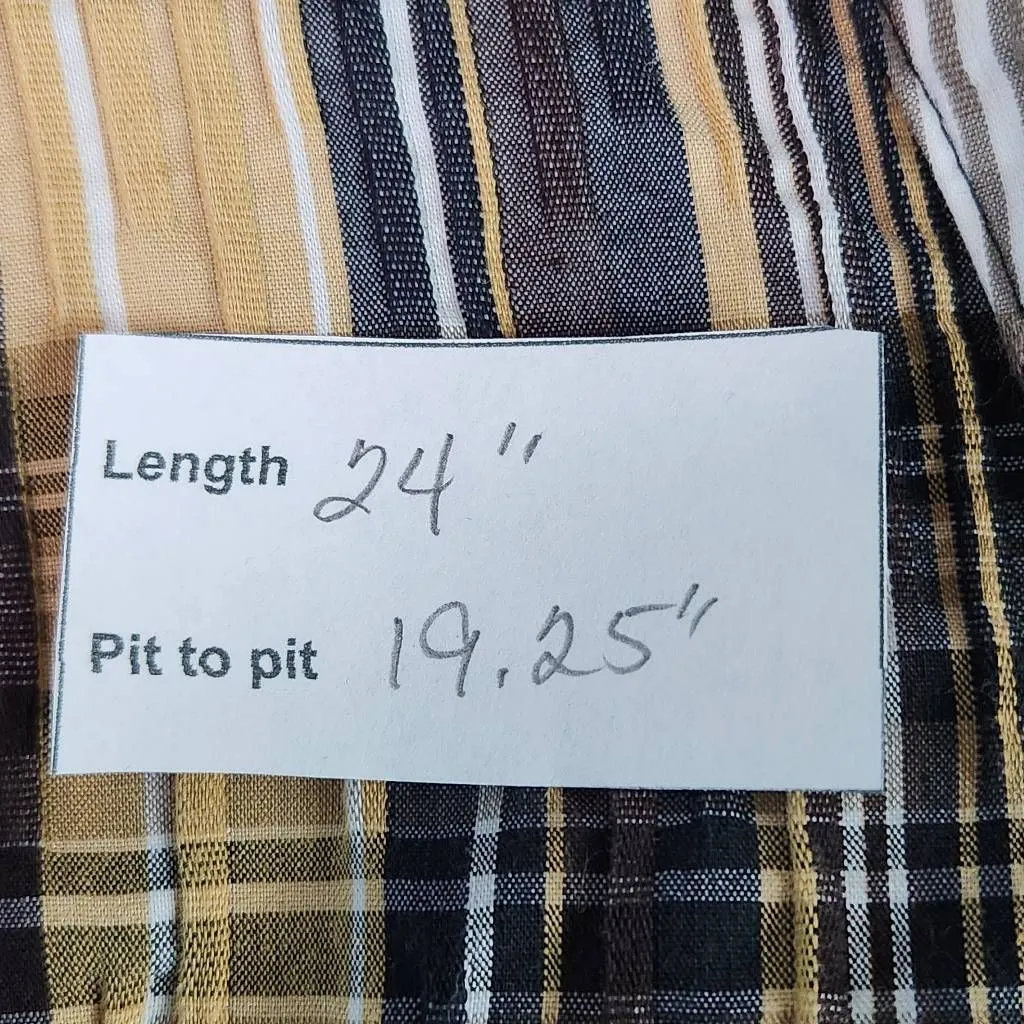 Length 24"
Pit to pit 19.25"